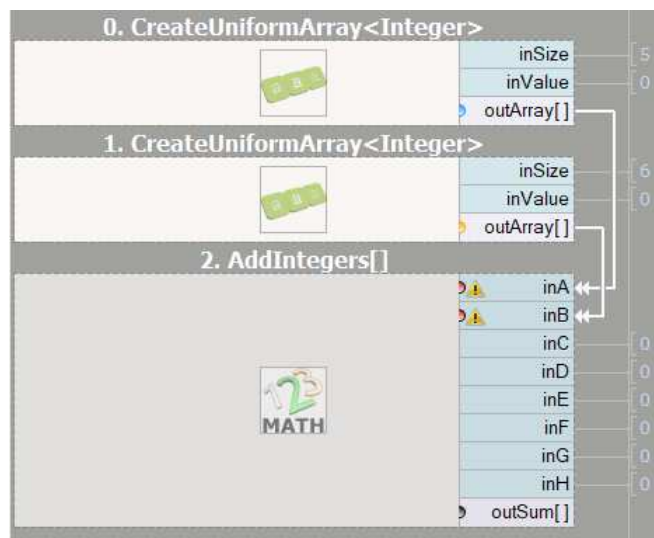 0. CreateUniformArray<Integer>
inSize 5
inValue 0
outArray[]
1. CreateUniformArray<Integer>
inSize 6
inValue 0
outArray[]
2. AddIntegers[]
inA
inB
inC 0
inD 0
inE 0
inF 0
inG 0
inH 0
outSum[]
123
MATH